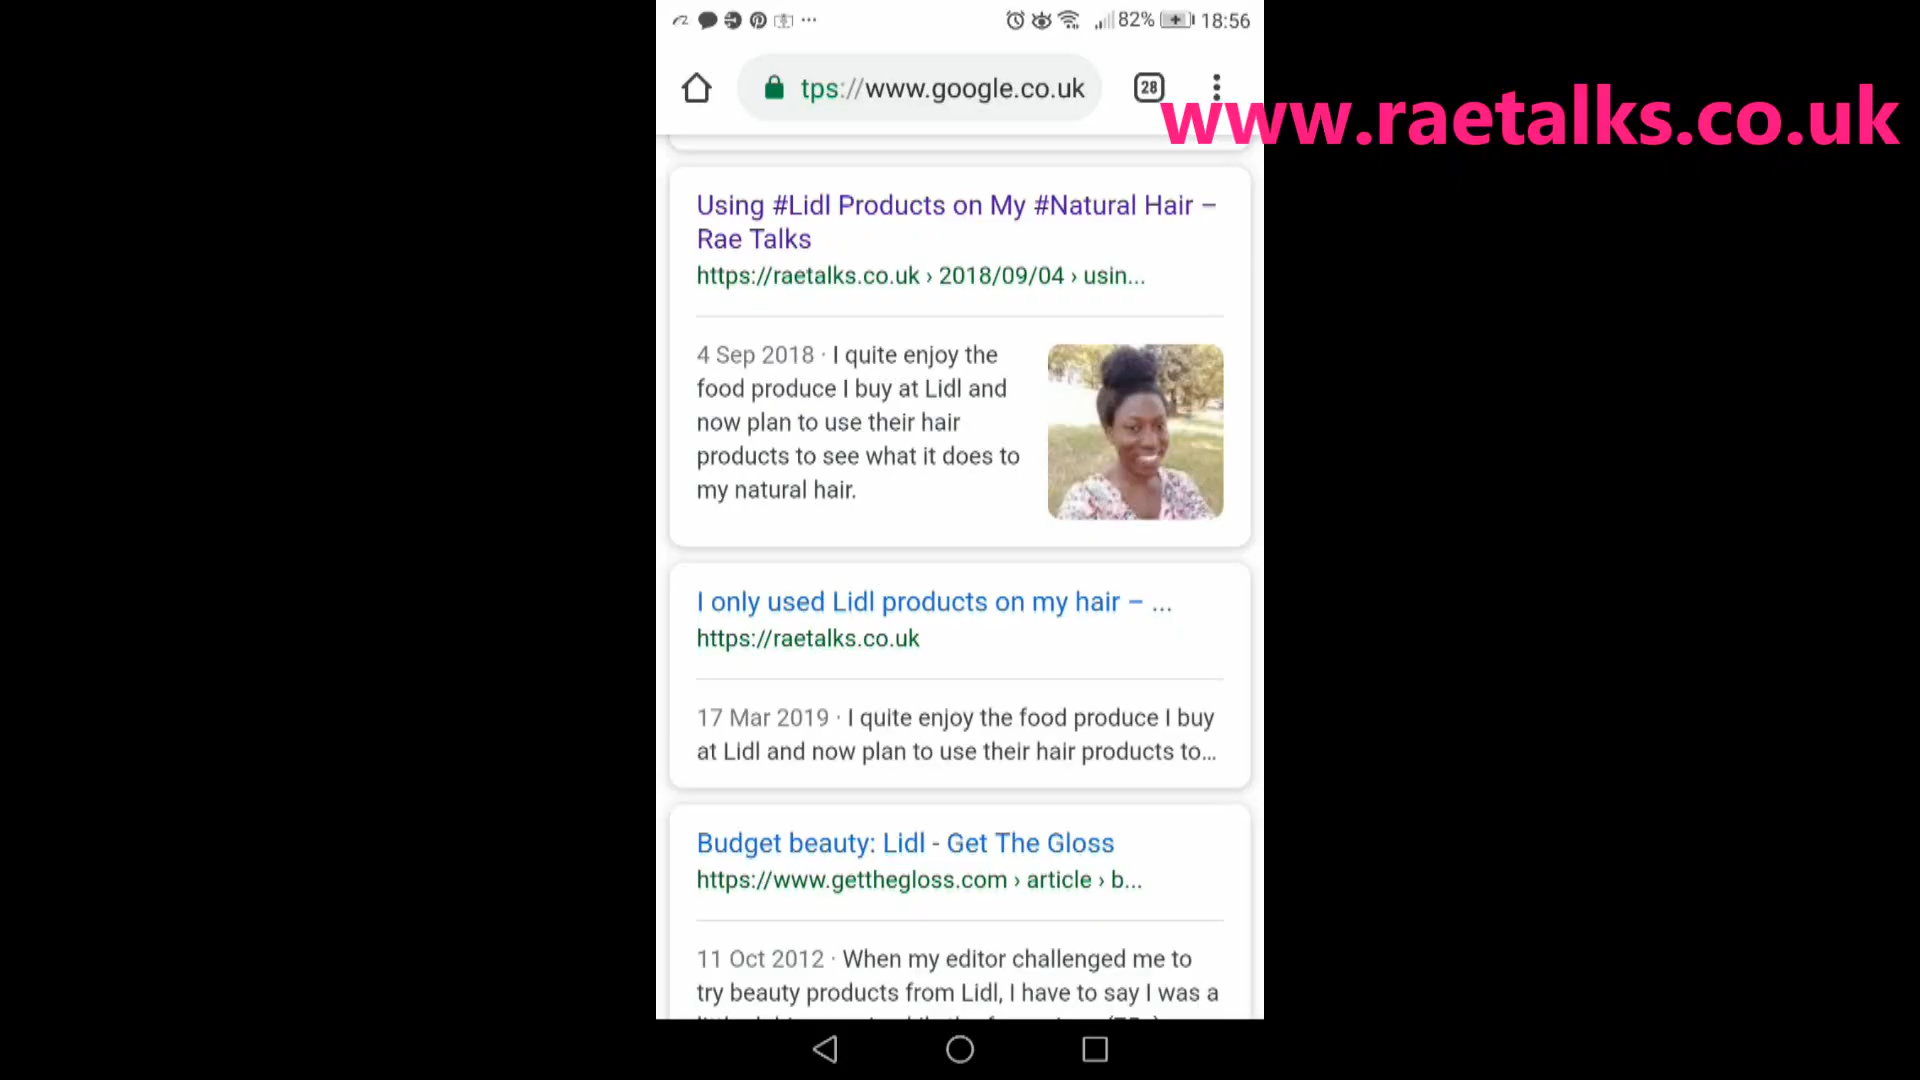 82% 18:56
tps://www.google.co.uk
28
www.raetalks.co.uk
Using #Lidl Products on My #Natural Hair –
Rae Talks
https://raetalks.co.uk › 2018/09/04 › usin...
4 Sep 2018 · I quite enjoy the
food produce I buy at Lidl and
now plan to use their hair
products to see what it does to
my natural hair.
I only used Lidl products on my hair – ...
https://raetalks.co.uk
17 Mar 2019 · I quite enjoy the food produce I buy
at Lidl and now plan to use their hair products to...
Budget beauty: Lidl - Get The Gloss
https://www.getthegloss.com › article › b...
11 Oct 2012 · When my editor challenged me to
try beauty products from Lidl, I have to say I was a